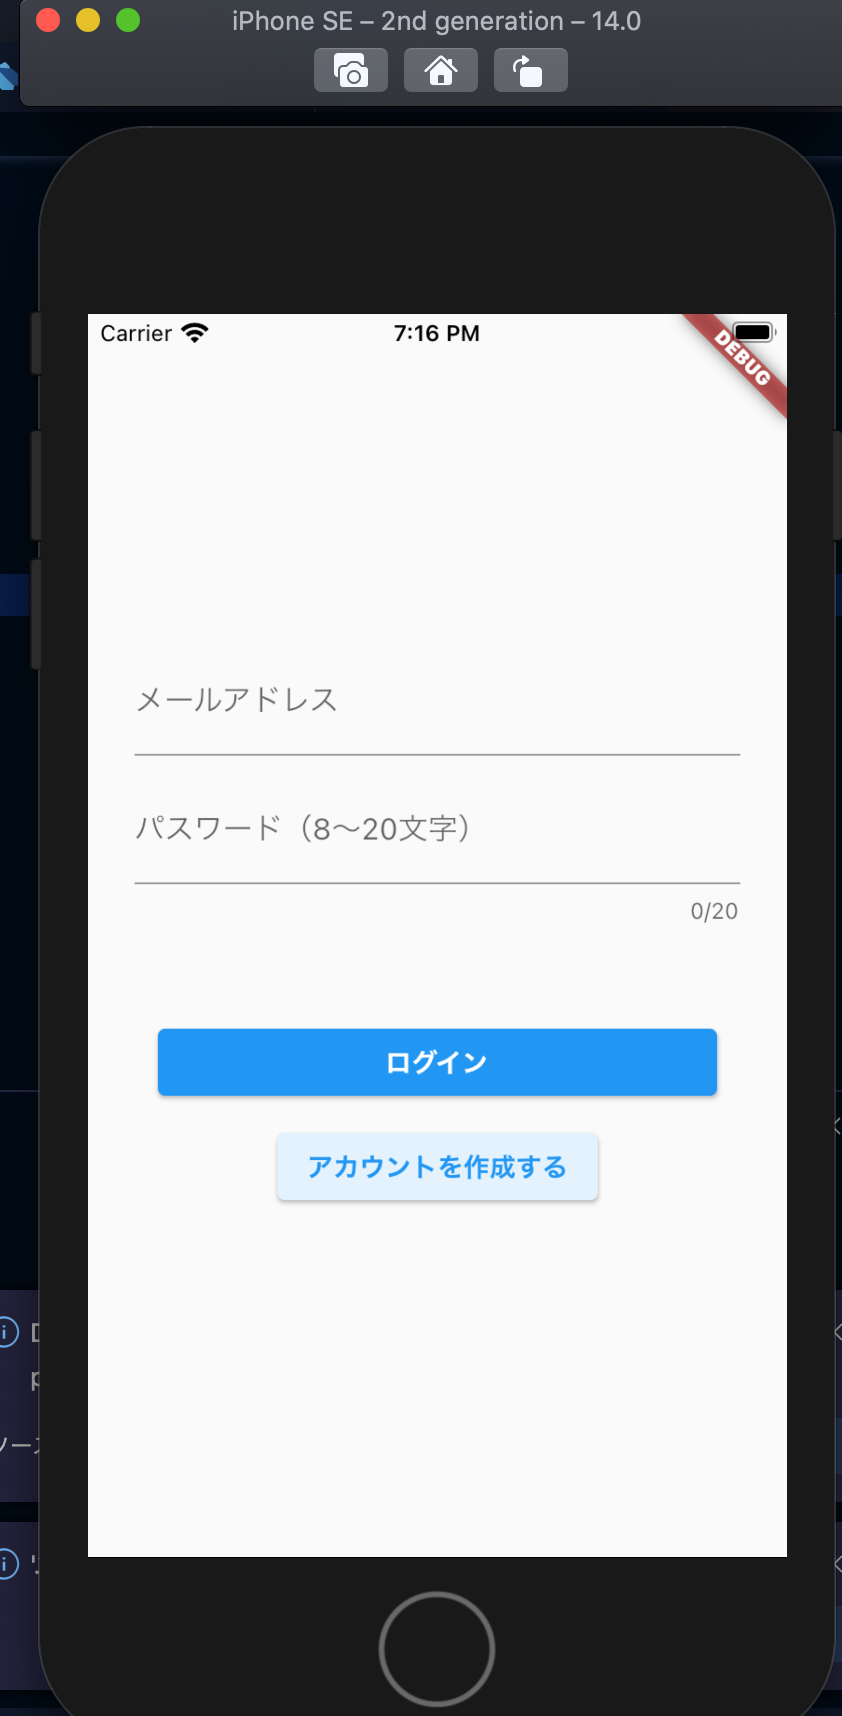 iPhone SE – 2nd generation – 14.0
Carrier
7:16 PM
DEBUG
メールアドレス
パスワード（8〜20文字）
0/20
ログイン
アカウントを作成する